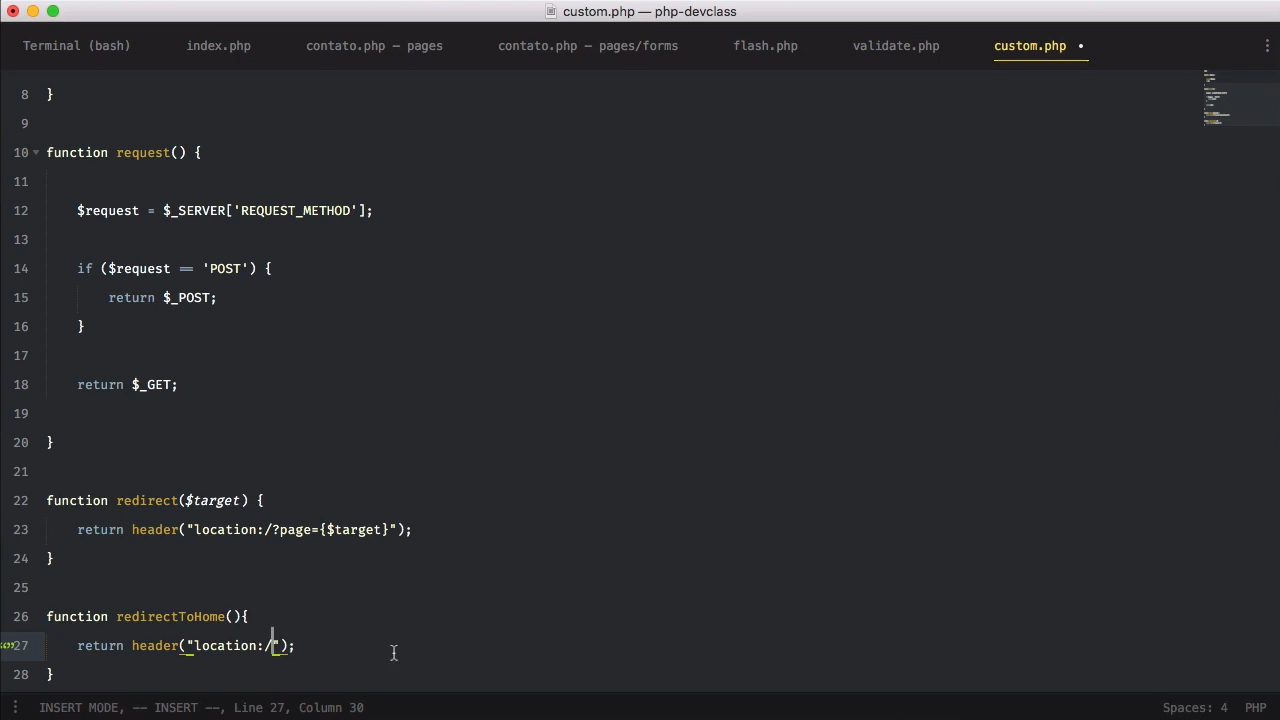 custom.php — php-devclass
Terminal (bash) index.php contato.php — pages contato.php — pages/forms flash.php validate.php custom.php •
8 }
9
10 function request() {
11
12 $request = $_SERVER['REQUEST_METHOD'];
13
14 if ($request == 'POST') {
15 return $_POST;
16 }
17
18 return $_GET;
19
20 }
21
22 function redirect($target) {
23 return header("location:/?page={$target}");
24 }
25
26 function redirectToHome(){
27 return header("location:/");
28 }
INSERT MODE, -- INSERT --, Line 27, Column 30 Spaces: 4 PHP